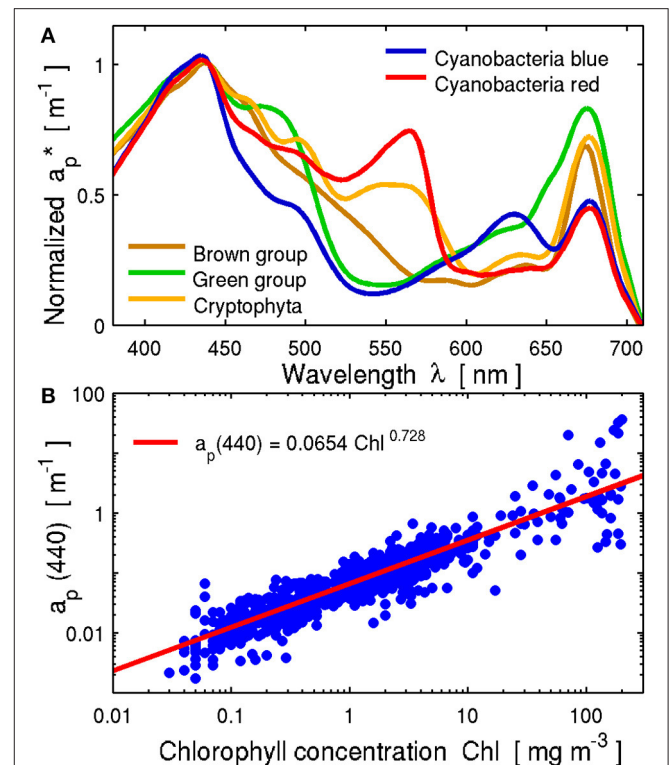 A
Cyanobacteria blue
Cyanobacteria red
1
0.5
0
Normalized a_p* [ m⁻¹ ]
Brown group
Green group
Cryptophyta
400 450 500 550 600 650 700
Wavelength λ [ nm ]
B
100
1
0.01
a_p (440) [ m⁻¹ ]
a_p(440) = 0.0654 Chl^0.728
0.01 0.1 1 10 100
Chlorophyll concentration Chl [ mg m⁻³ ]